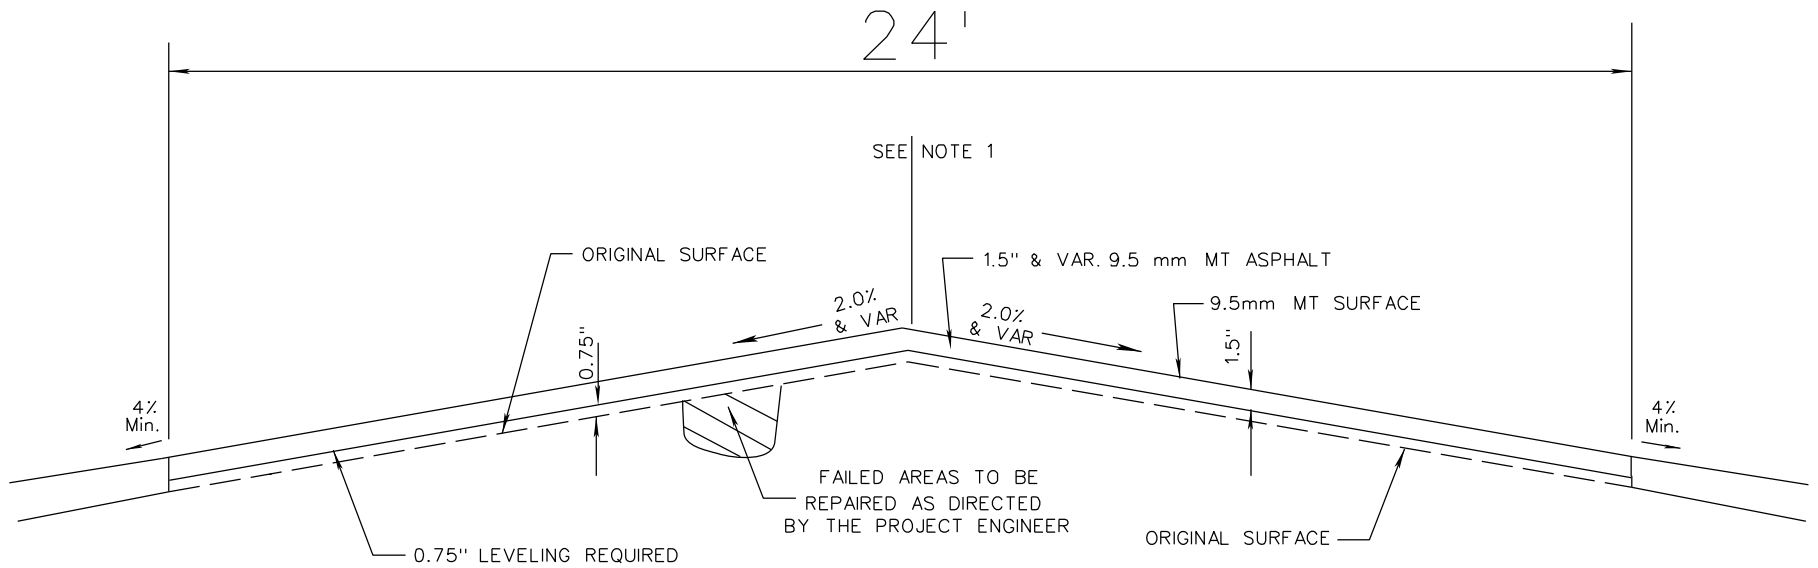 24'
SEE NOTE 1
ORIGINAL SURFACE
1.5" & VAR. 9.5 mm MT ASPHALT
2.0%
& VAR
2.0%
& VAR
9.5mm MT SURFACE
0.75"
1.5"
4%
Min.
4%
Min.
FAILED AREAS TO BE
REPAIRED AS DIRECTED
BY THE PROJECT ENGINEER
ORIGINAL SURFACE
0.75" LEVELING REQUIRED